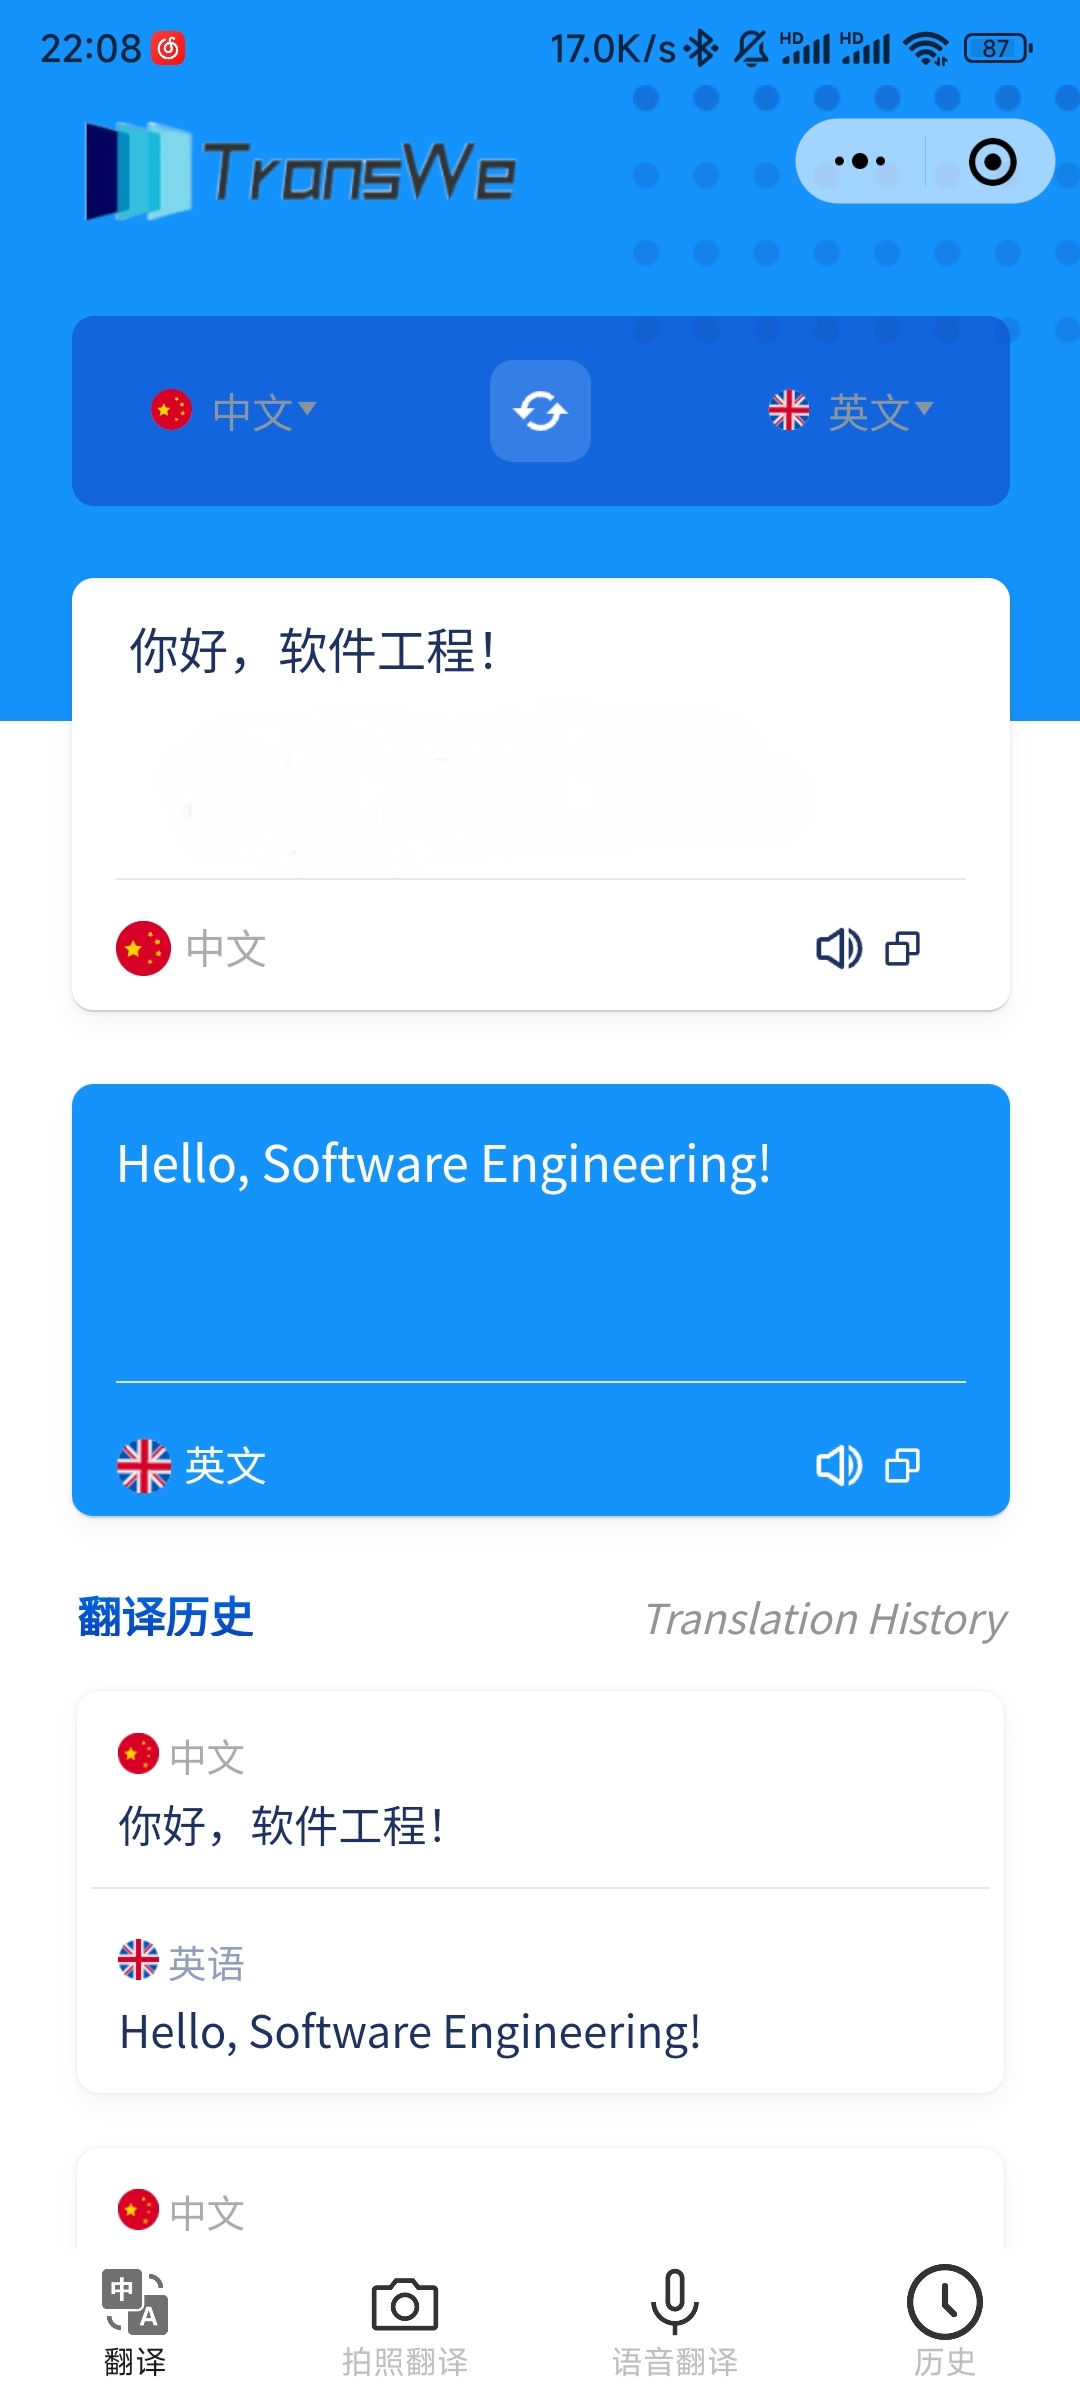 22:08
17.0K/s
HD
HD
87
TransWe
中文
英文
你好，软件工程！
中文
Hello, Software Engineering!
英文
翻译历史
Translation History
中文
你好，软件工程！
英语
Hello, Software Engineering!
中文
中
A
翻译
拍照翻译
语音翻译
历史